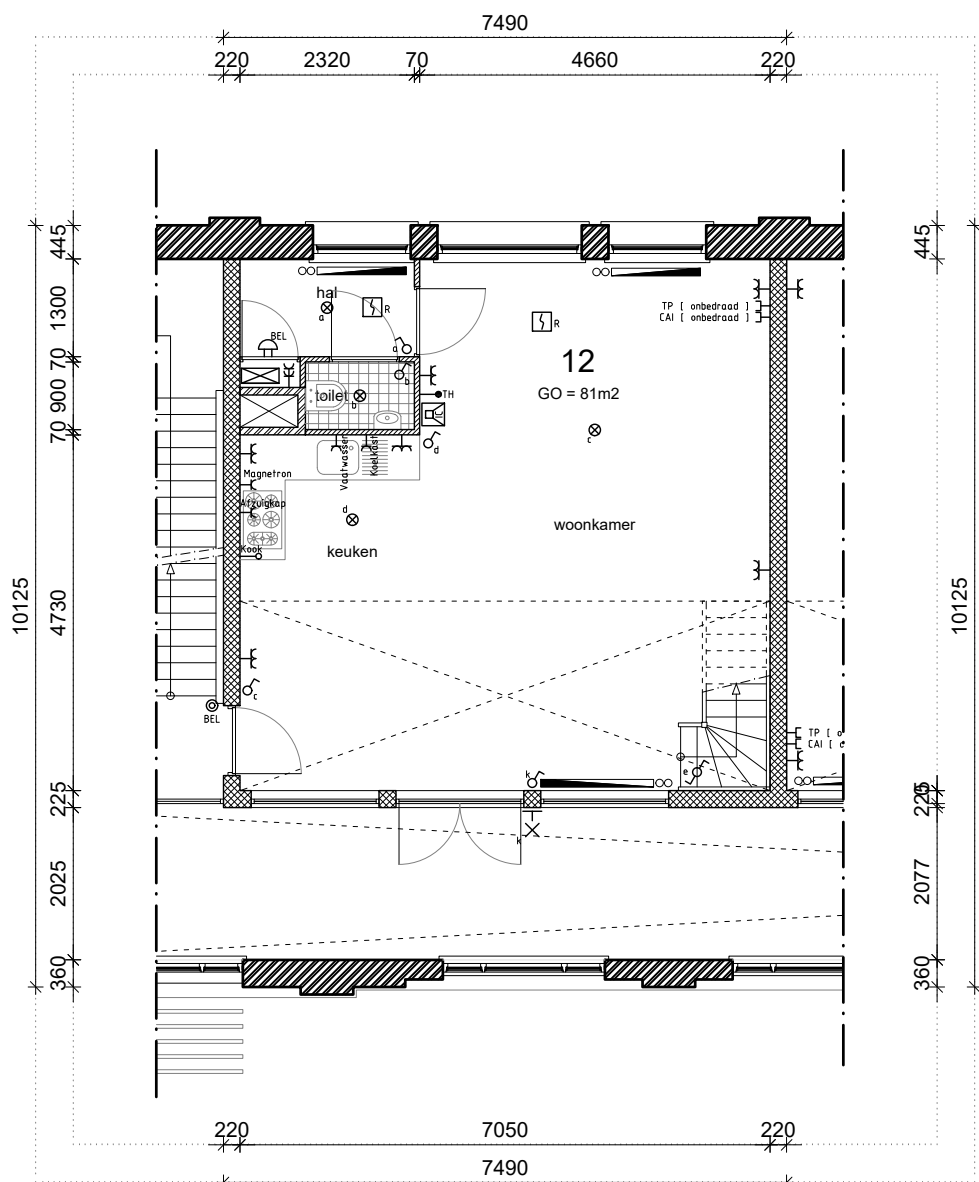 7490
220 2320 70 4660 220
445
445
1300
hal
a
R
R
TP [ onbedraad ]
CAI [ onbedraad ]
BEL
a
70
12
b
toilet
b
TH
GO = 81m2
900
70
c
d
Vaatwasser
Koelkast
Magnetron
Afzuigkap
d
woonkamer
keuken
Kook
10125
4730
10125
c
BEL
TP [ o
CAI [ c
k
e
225
225
k
2025
2077
360
360
220 7050 220
7490